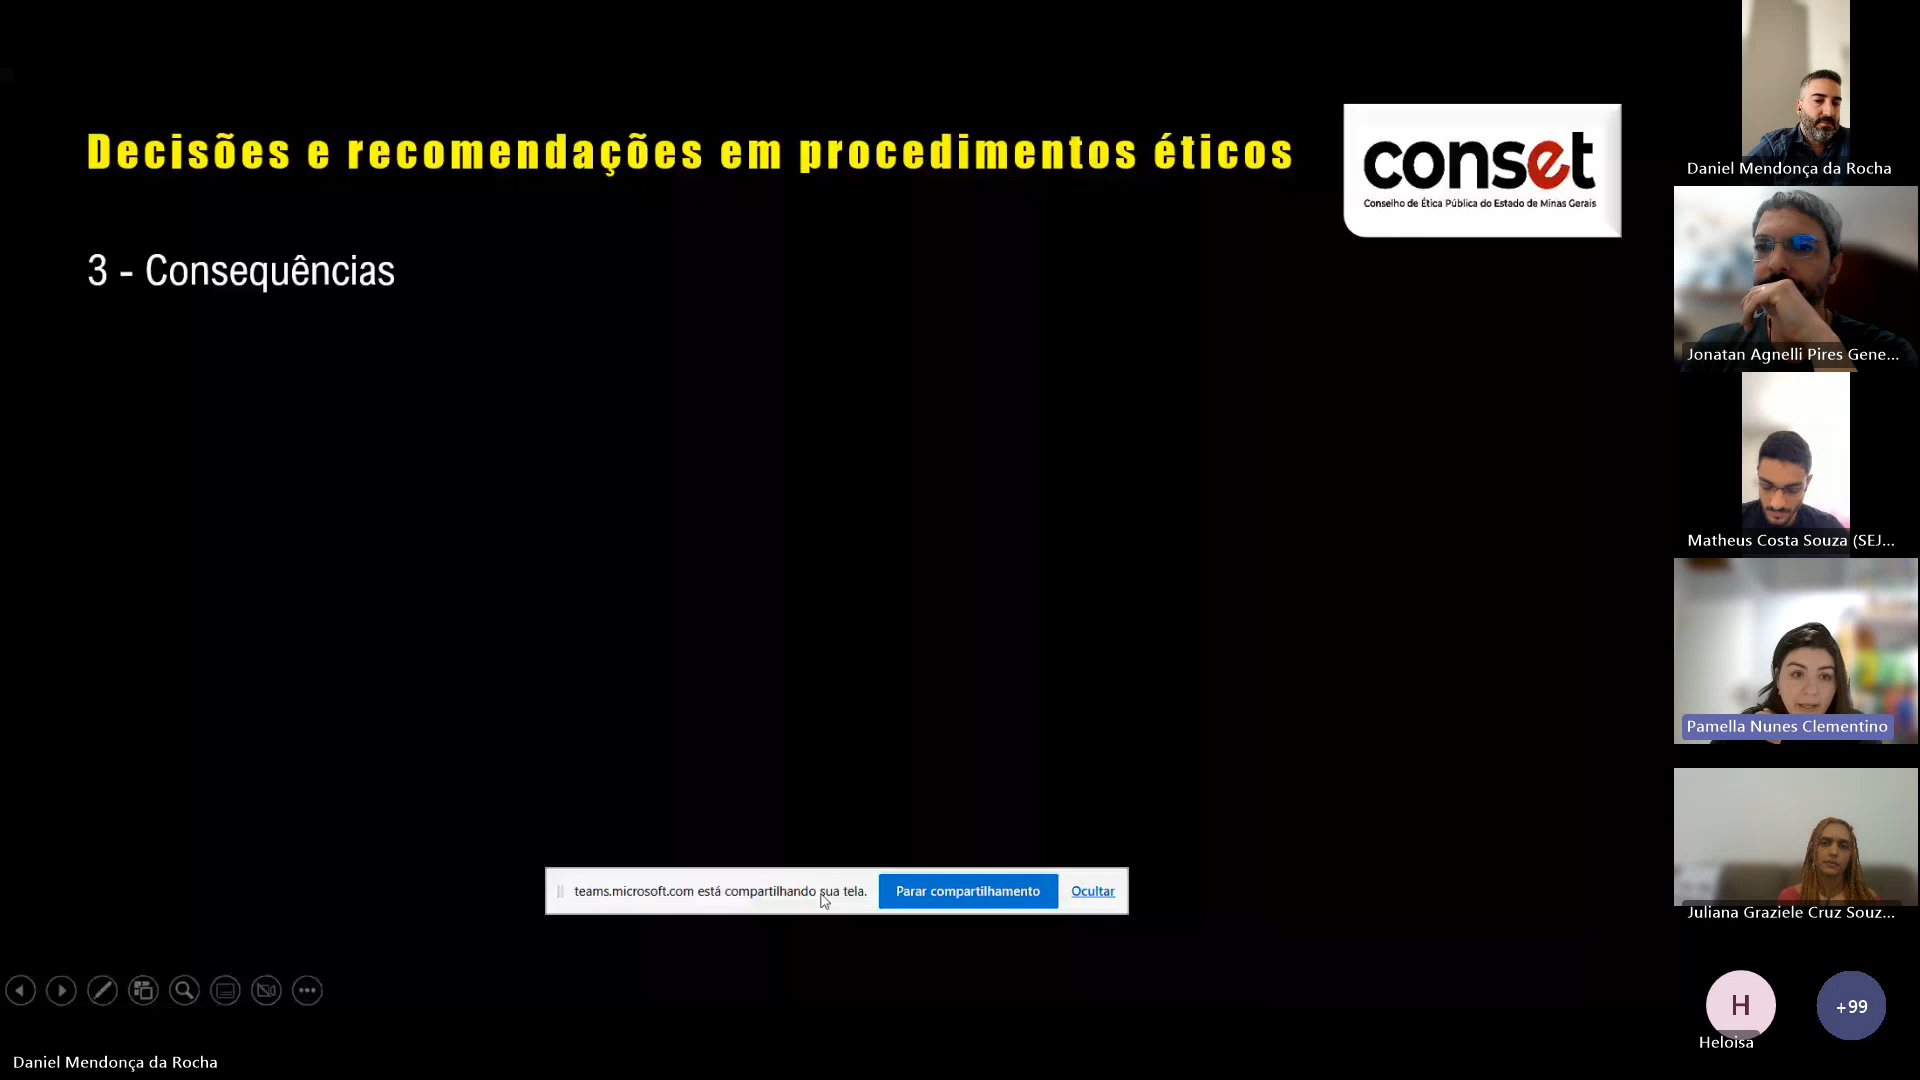 Decisões e recomendações em procedimentos éticos
conset
Conselho de Ética Pública do Estado de Minas Gerais
3 - Consequências
teams.microsoft.com está compartilhando sua tela.
Parar compartilhamento
Ocultar
Daniel Mendonça da Rocha
Daniel Mendonça da Rocha
Jonatan Agnelli Pires Gene...
Matheus Costa Souza (SEJ...
Pamella Nunes Clementino
Juliana Graziele Cruz Souz...
H
Heloisa
+99